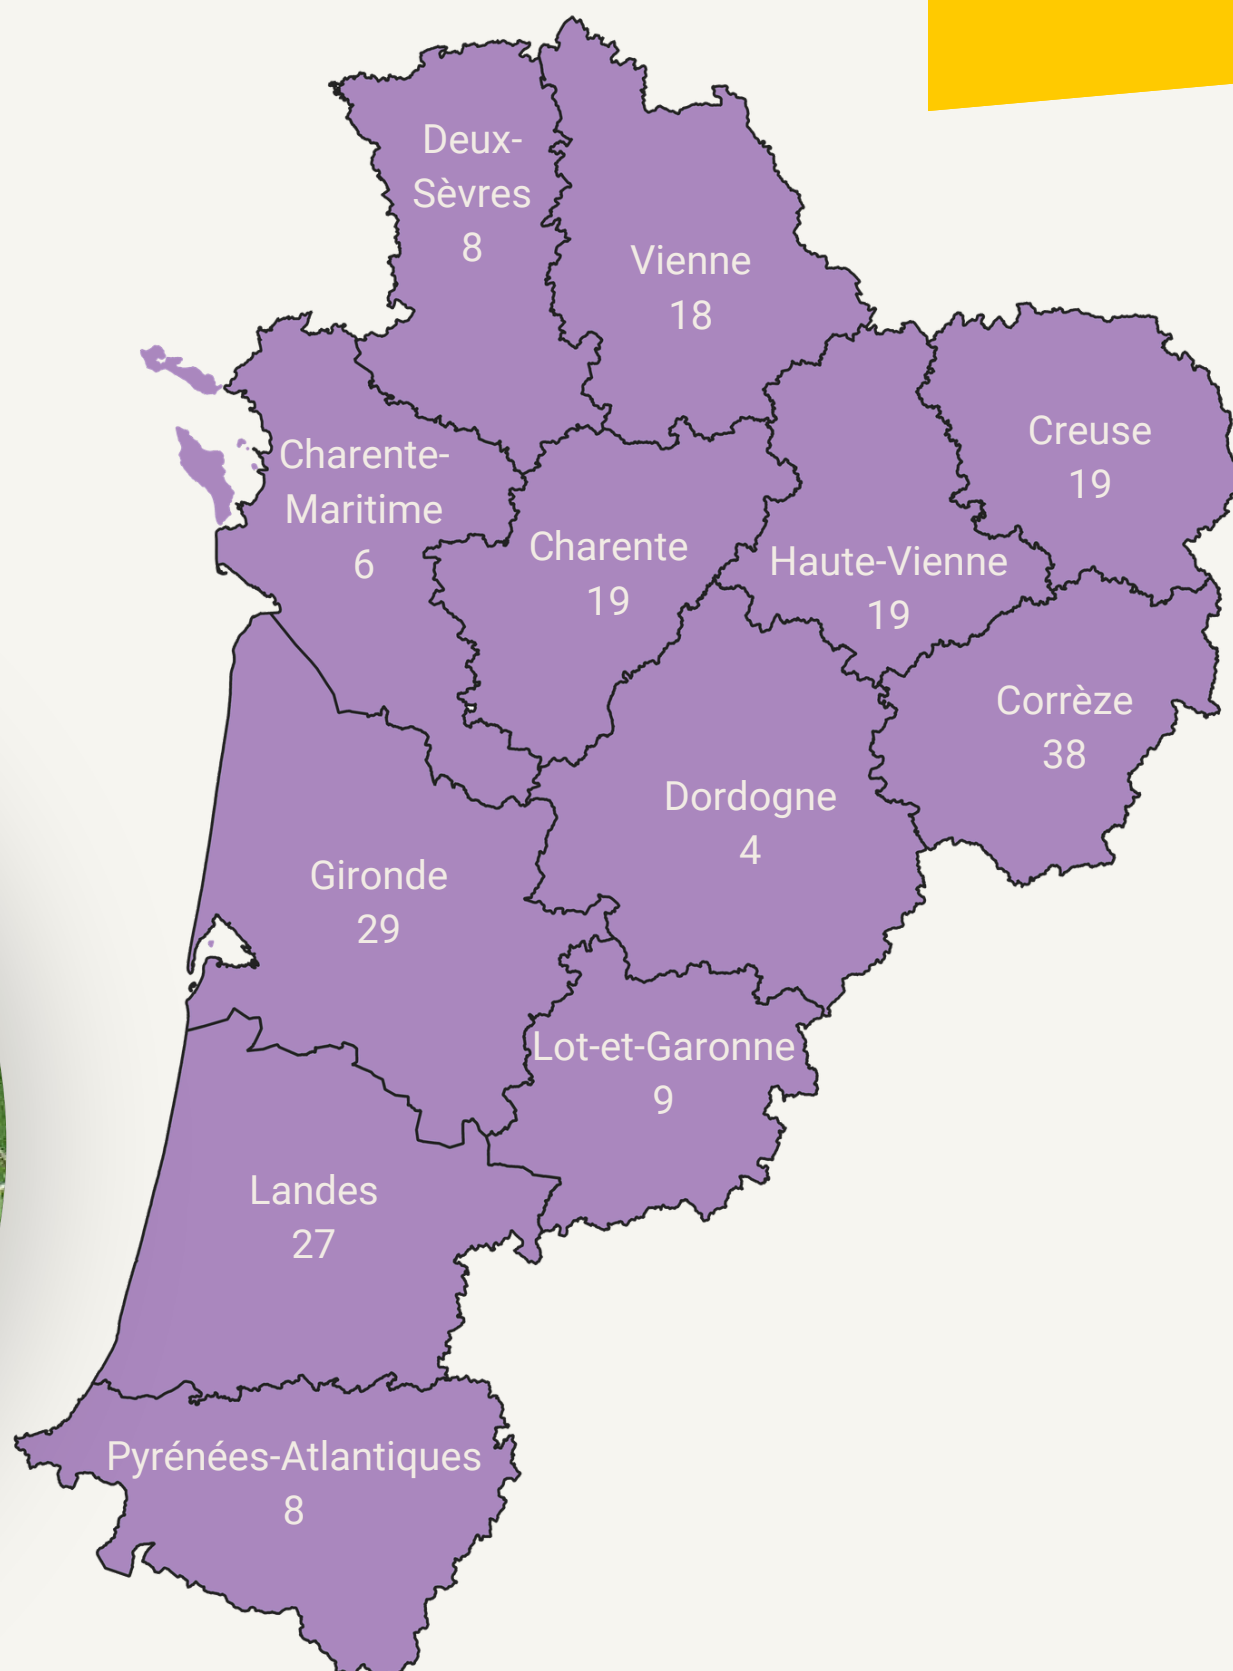 Deux-
Sèvres
8
Vienne
18
Creuse
19
Charente-
Maritime
6
Charente
19
Haute-Vienne
19
Corrèze
38
Dordogne
4
Gironde
29
Lot-et-Garonne
9
Landes
27
Pyrénées-Atlantiques
8